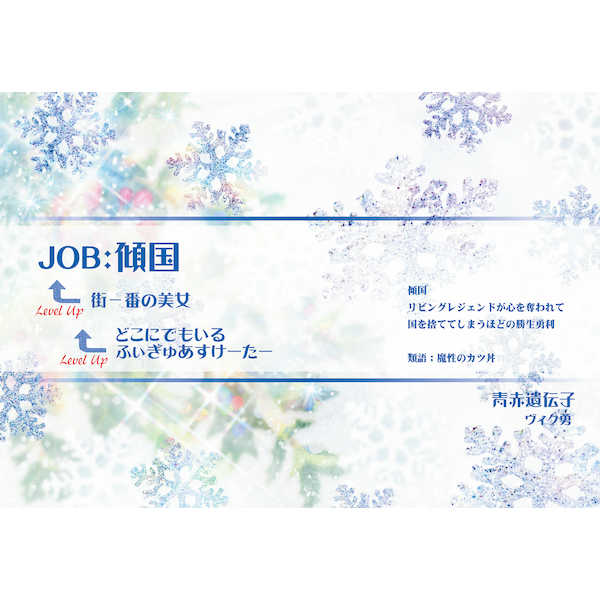 JOB:傾国
Level Up
街一番の美女
Level Up
どこにでもいる
ふぃぎゅあすけーたー
傾国
リビングレジェンドが心を奪われて
国を捨ててしまうほどの勝生勇利
類語：魔性のカツ丼
青赤遺伝子
ヴィク勇